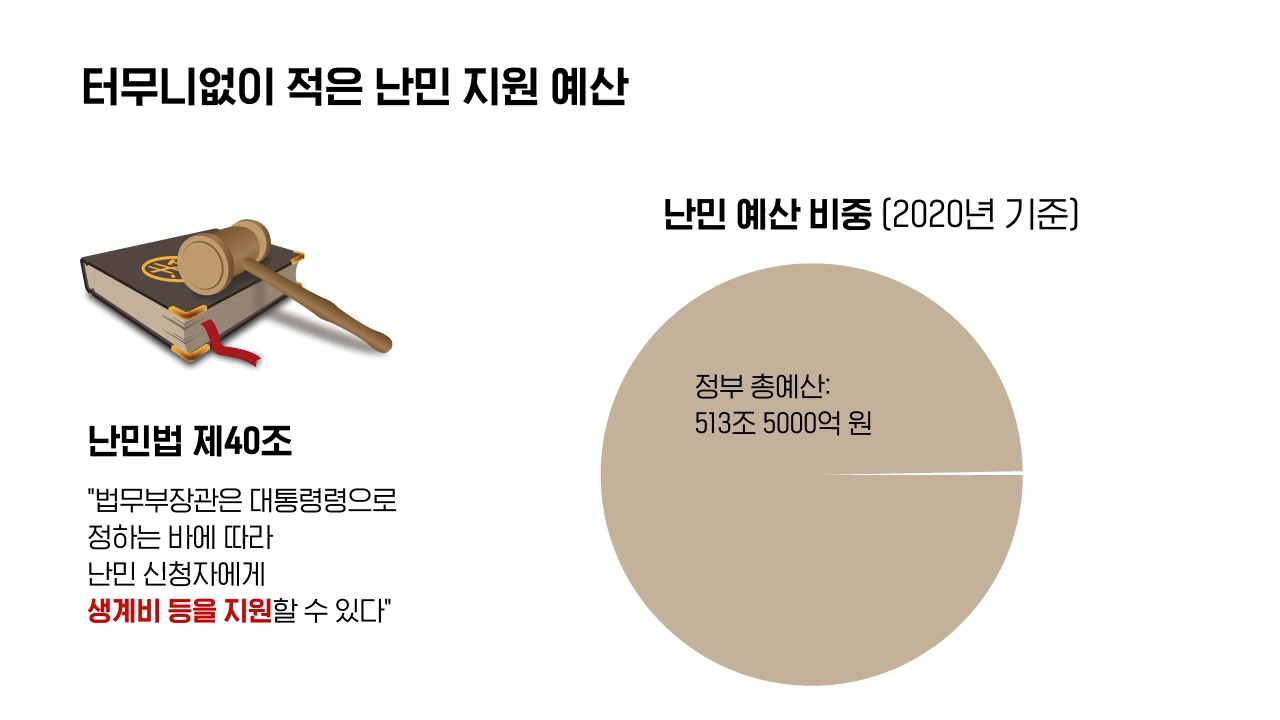 터무니없이 적은 난민 지원 예산
난민 예산 비중 (2020년 기준)
정부 총예산:
513조 5000억 원
난민법 제40조
"법무부장관은 대통령령으로
정하는 바에 따라
난민 신청자에게
생계비 등을 지원할 수 있다"